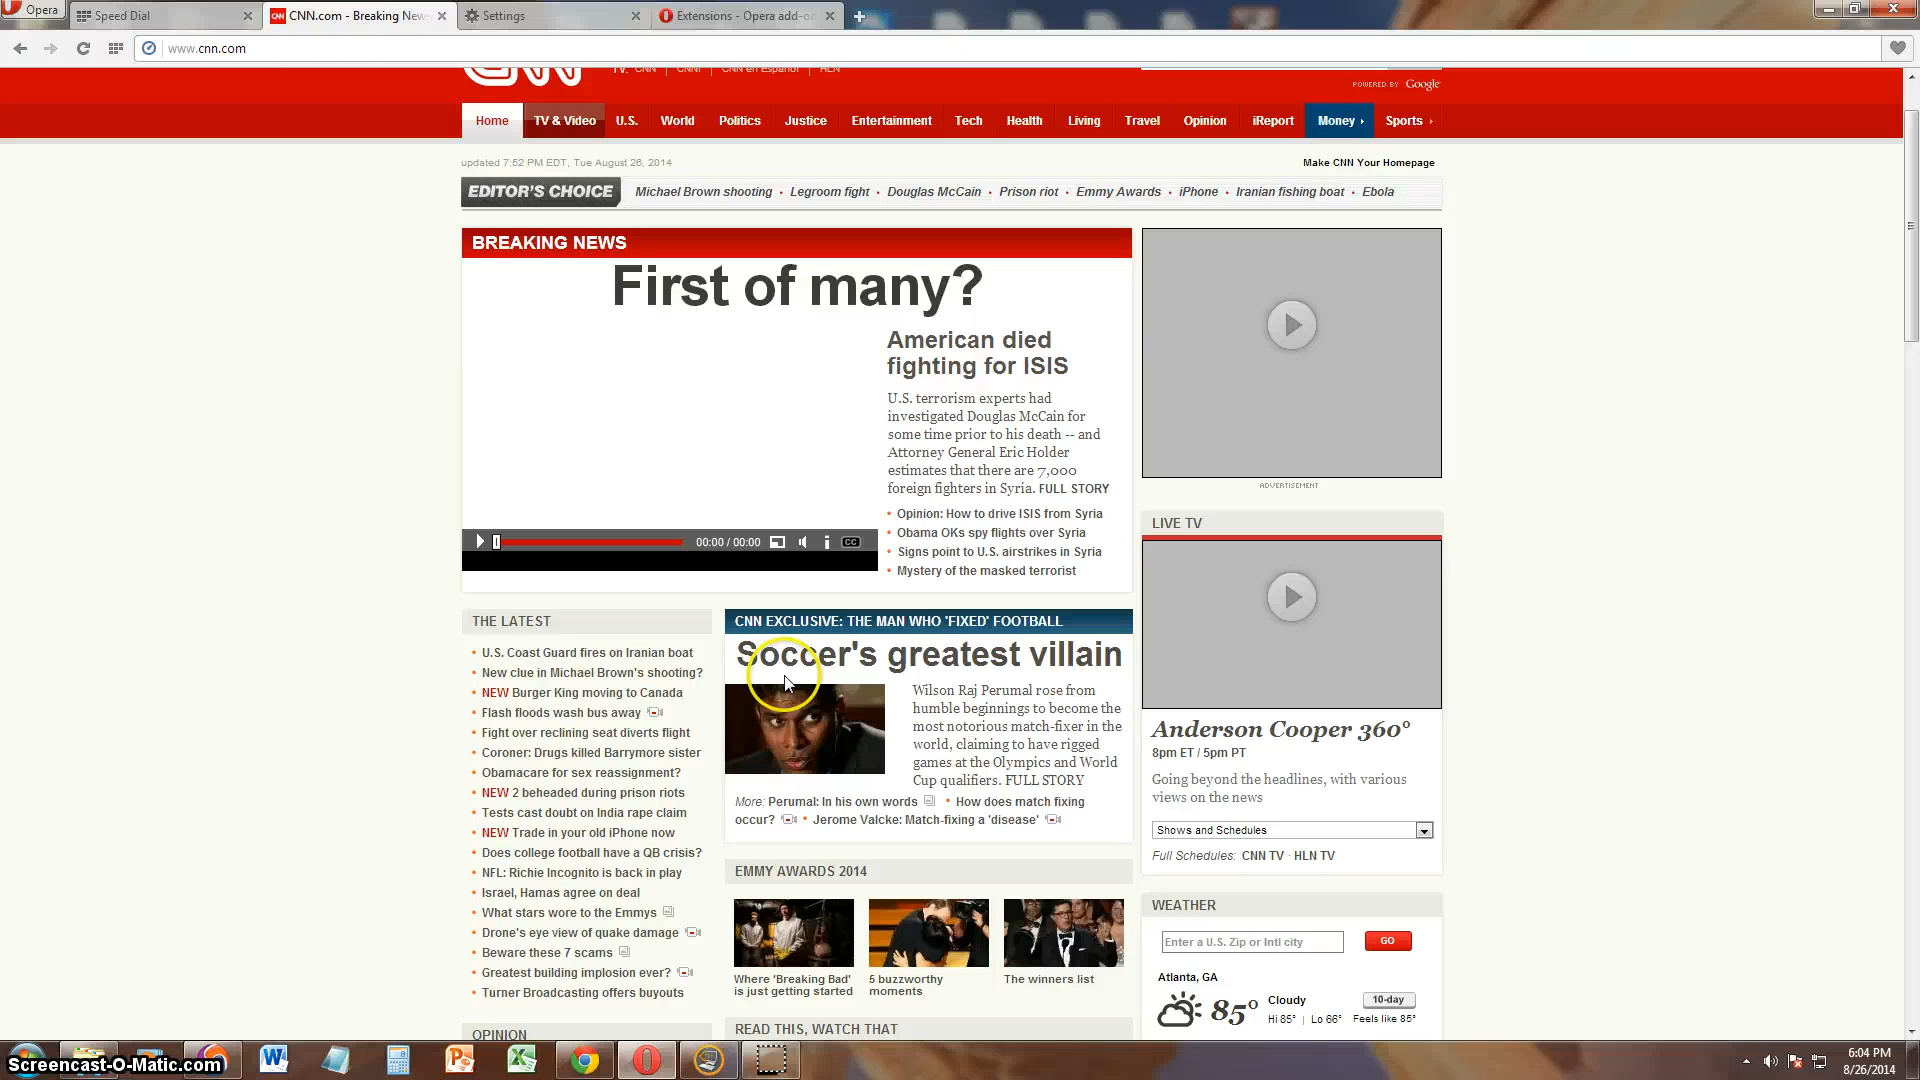 Opera
Speed Dial
CNN.com - Breaking News
Settings
Extensions - Opera add-on
www.cnn.com
CNN
TV: CNN | CNNi | CNN en Español | HLN
POWERED BY Google
Home TV & Video U.S. World Politics Justice Entertainment Tech Health Living Travel Opinion iReport Money Sports
updated 7:52 PM EDT, Tue August 26, 2014
Make CNN Your Homepage
EDITOR'S CHOICE Michael Brown shooting • Legroom fight • Douglas McCain • Prison riot • Emmy Awards • iPhone • Iranian fishing boat • Ebola
BREAKING NEWS
First of many?
American died
fighting for ISIS
U.S. terrorism experts had
investigated Douglas McCain for
some time prior to his death -- and
Attorney General Eric Holder
estimates that there are 7,000
foreign fighters in Syria. FULL STORY
• Opinion: How to drive ISIS from Syria
• Obama OKs spy flights over Syria
• Signs point to U.S. airstrikes in Syria
• Mystery of the masked terrorist
00:00 / 00:00
CC
ADVERTISEMENT
THE LATEST
• U.S. Coast Guard fires on Iranian boat
• New clue in Michael Brown's shooting?
• NEW Burger King moving to Canada
• Flash floods wash bus away
• Fight over reclining seat diverts flight
• Coroner: Drugs killed Barrymore sister
• Obamacare for sex reassignment?
• NEW 2 beheaded during prison riots
• Tests cast doubt on India rape claim
• NEW Trade in your old iPhone now
• Does college football have a QB crisis?
• NFL: Richie Incognito is back in play
• Israel, Hamas agree on deal
• What stars wore to the Emmys
• Drone's eye view of quake damage
• Beware these 7 scams
• Greatest building implosion ever?
• Turner Broadcasting offers buyouts
OPINION
CNN EXCLUSIVE: THE MAN WHO 'FIXED' FOOTBALL
Soccer's greatest villain
Wilson Raj Perumal rose from
humble beginnings to become the
most notorious match-fixer in the
world, claiming to have rigged
games at the Olympics and World
Cup qualifiers. FULL STORY
More: Perumal: In his own words • How does match fixing
occur? • Jerome Valcke: Match-fixing a 'disease'
EMMY AWARDS 2014
Where 'Breaking Bad'
is just getting started
5 buzzworthy
moments
The winners list
READ THIS, WATCH THAT
LIVE TV
Anderson Cooper 360°
8pm ET / 5pm PT
Going beyond the headlines, with various
views on the news
Shows and Schedules
Full Schedules: CNN TV · HLN TV
WEATHER
Enter a U.S. Zip or Intl city
GO
Atlanta, GA
85°
Cloudy
10-day
Hi 85° | Lo 66° Feels like 85°
Screencast-O-Matic.com
6:04 PM
8/26/2014